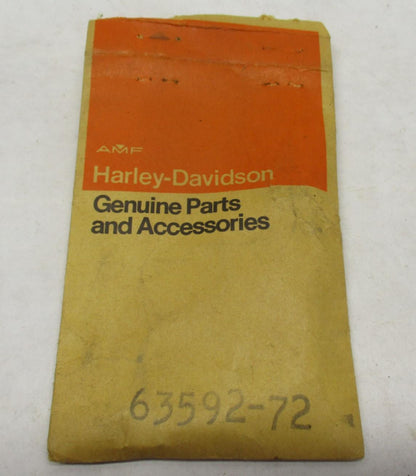 AMF
Harley-Davidson
Genuine Parts
and Accessories
63592-72